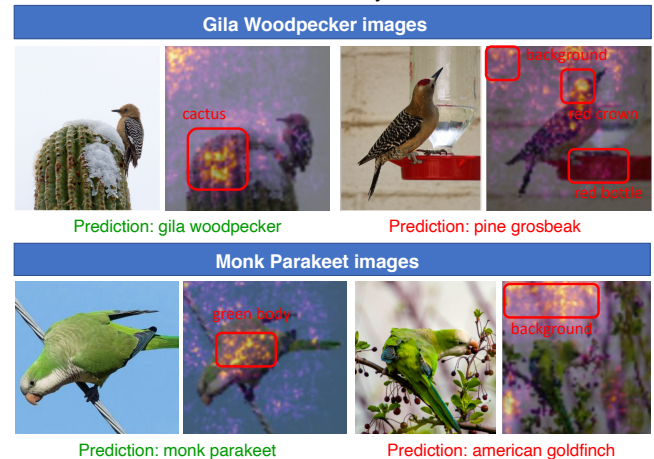 Gila Woodpecker images
cactus
background
red crown
red bottle
Prediction: gila woodpecker
Prediction: pine grosbeak
Monk Parakeet images
green body
background
Prediction: monk parakeet
Prediction: american goldfinch